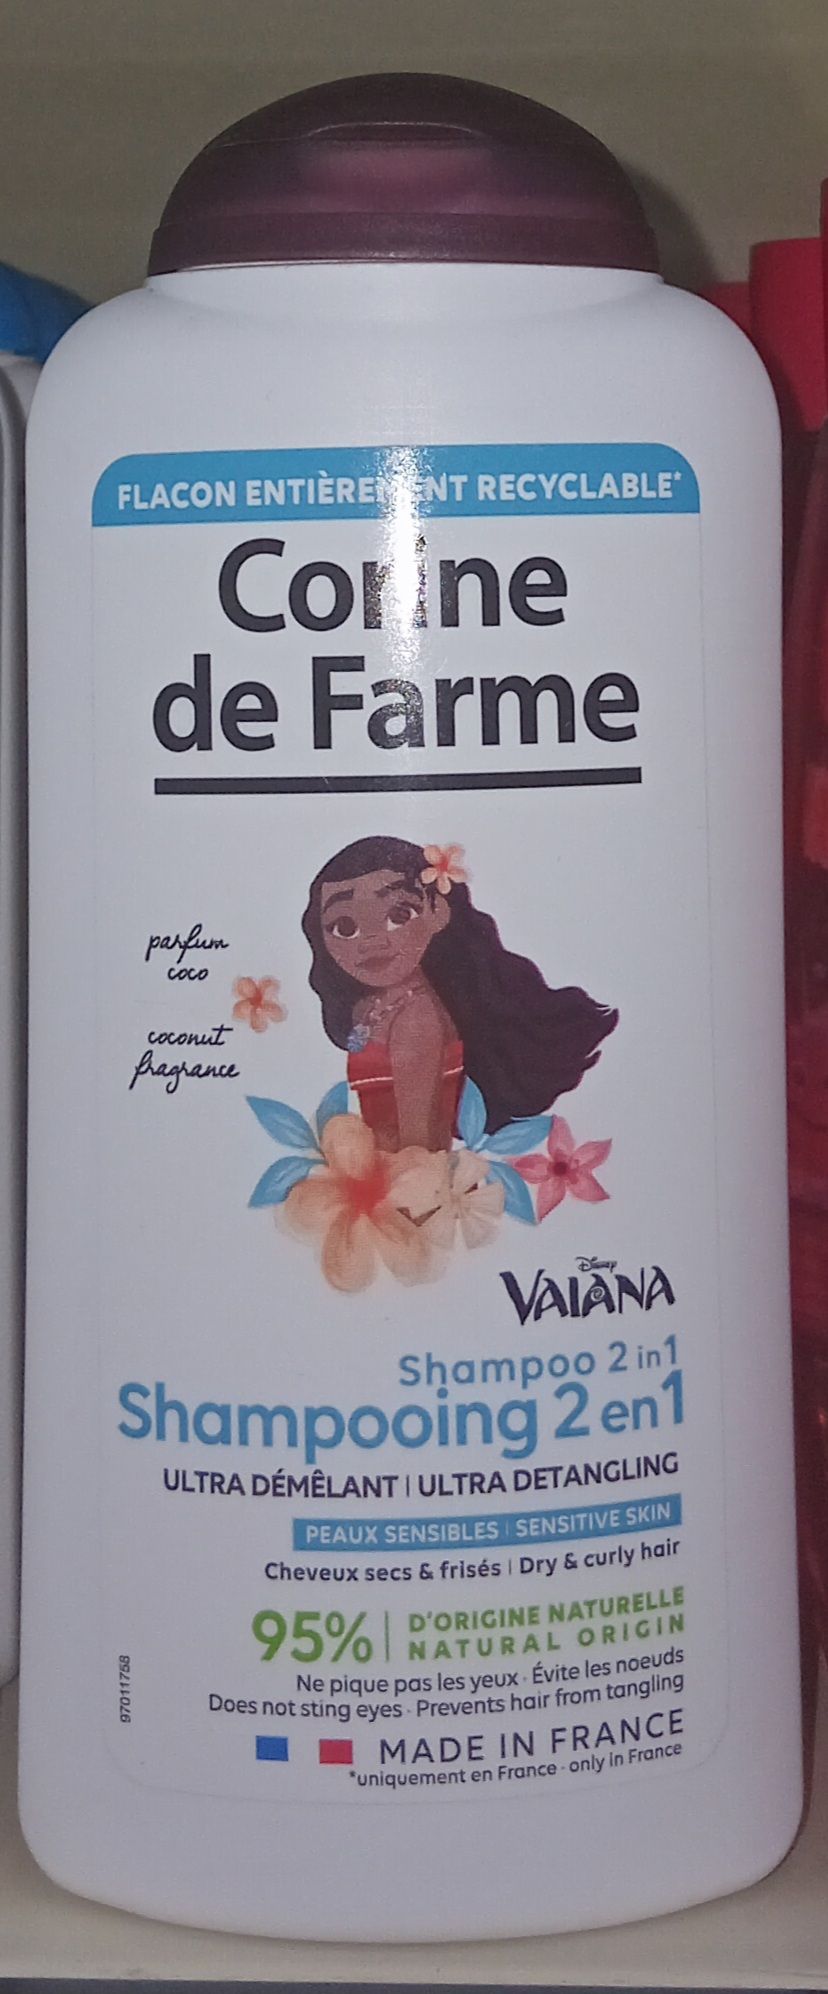 FLACON ENTIÈREMENT RECYCLABLE*
Corine
de Farme
parfum
coco
coconut
fragrance
Disney
VAIANA
Shampoo 2 in 1
Shampooing 2 en 1
ULTRA DÉMÊLANT | ULTRA DETANGLING
PEAUX SENSIBLES | SENSITIVE SKIN
Cheveux secs & frisés | Dry & curly hair
95% | D'ORIGINE NATURELLE
NATURAL ORIGIN
Ne pique pas les yeux · Évite les noeuds
Does not sting eyes · Prevents hair from tangling
MADE IN FRANCE
*uniquement en France · only in France
97011758